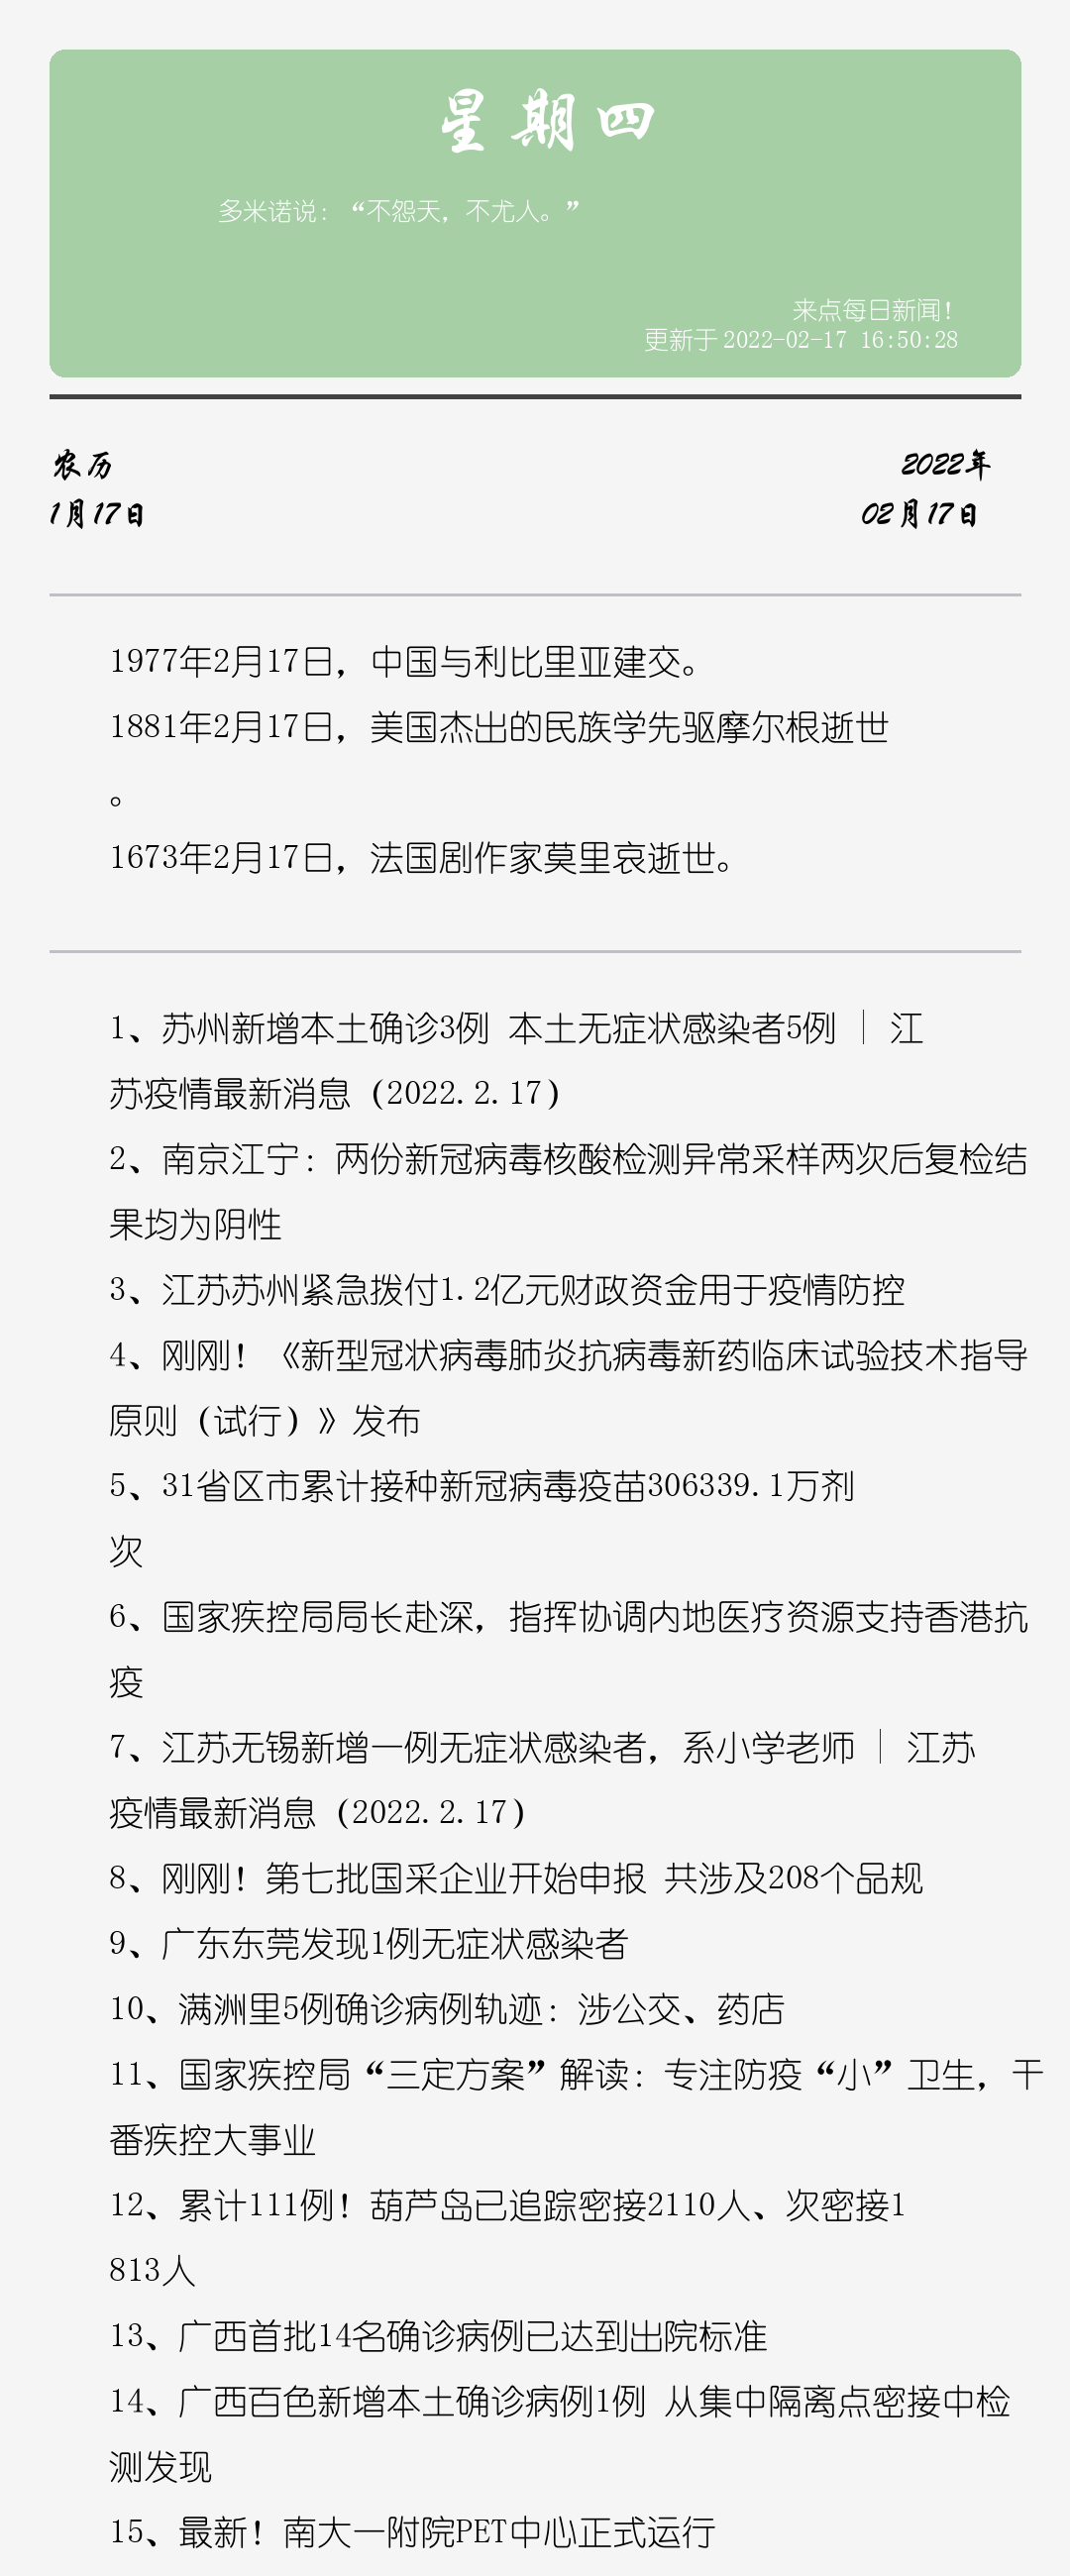 星期四
多米诺说：“不怨天，不尤人。”
来点每日新闻！
更新于 2022-02-17 16:50:28
农历
2022年
1月17日
02月17日
1977年2月17日，中国与利比里亚建交。
1881年2月17日，美国杰出的民族学先驱摩尔根逝世
。
1673年2月17日，法国剧作家莫里哀逝世。
1、苏州新增本土确诊3例 本土无症状感染者5例 | 江
苏疫情最新消息（2022.2.17）
2、南京江宁：两份新冠病毒核酸检测异常采样两次后复检结
果均为阴性
3、江苏苏州紧急拨付1.2亿元财政资金用于疫情防控
4、刚刚！《新型冠状病毒肺炎抗病毒新药临床试验技术指导
原则（试行）》发布
5、31省区市累计接种新冠病毒疫苗306339.1万剂
次
6、国家疾控局局长赴深，指挥协调内地医疗资源支持香港抗
疫
7、江苏无锡新增一例无症状感染者，系小学老师 | 江苏
疫情最新消息（2022.2.17）
8、刚刚！第七批国采企业开始申报 共涉及208个品规
9、广东东莞发现1例无症状感染者
10、满洲里5例确诊病例轨迹：涉公交、药店
11、国家疾控局“三定方案”解读：专注防疫“小”卫生，干
番疾控大事业
12、累计111例！葫芦岛已追踪密接2110人、次密接1
813人
13、广西首批14名确诊病例已达到出院标准
14、广西百色新增本土确诊病例1例 从集中隔离点密接中检
测发现
15、最新！南大一附院PET中心正式运行